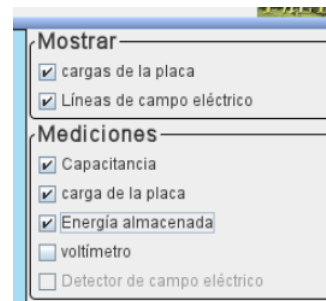 Mostrar
cargas de la placa
Líneas de campo eléctrico
Mediciones
Capacitancia
carga de la placa
Energía almacenada
voltímetro
Detector de campo eléctrico